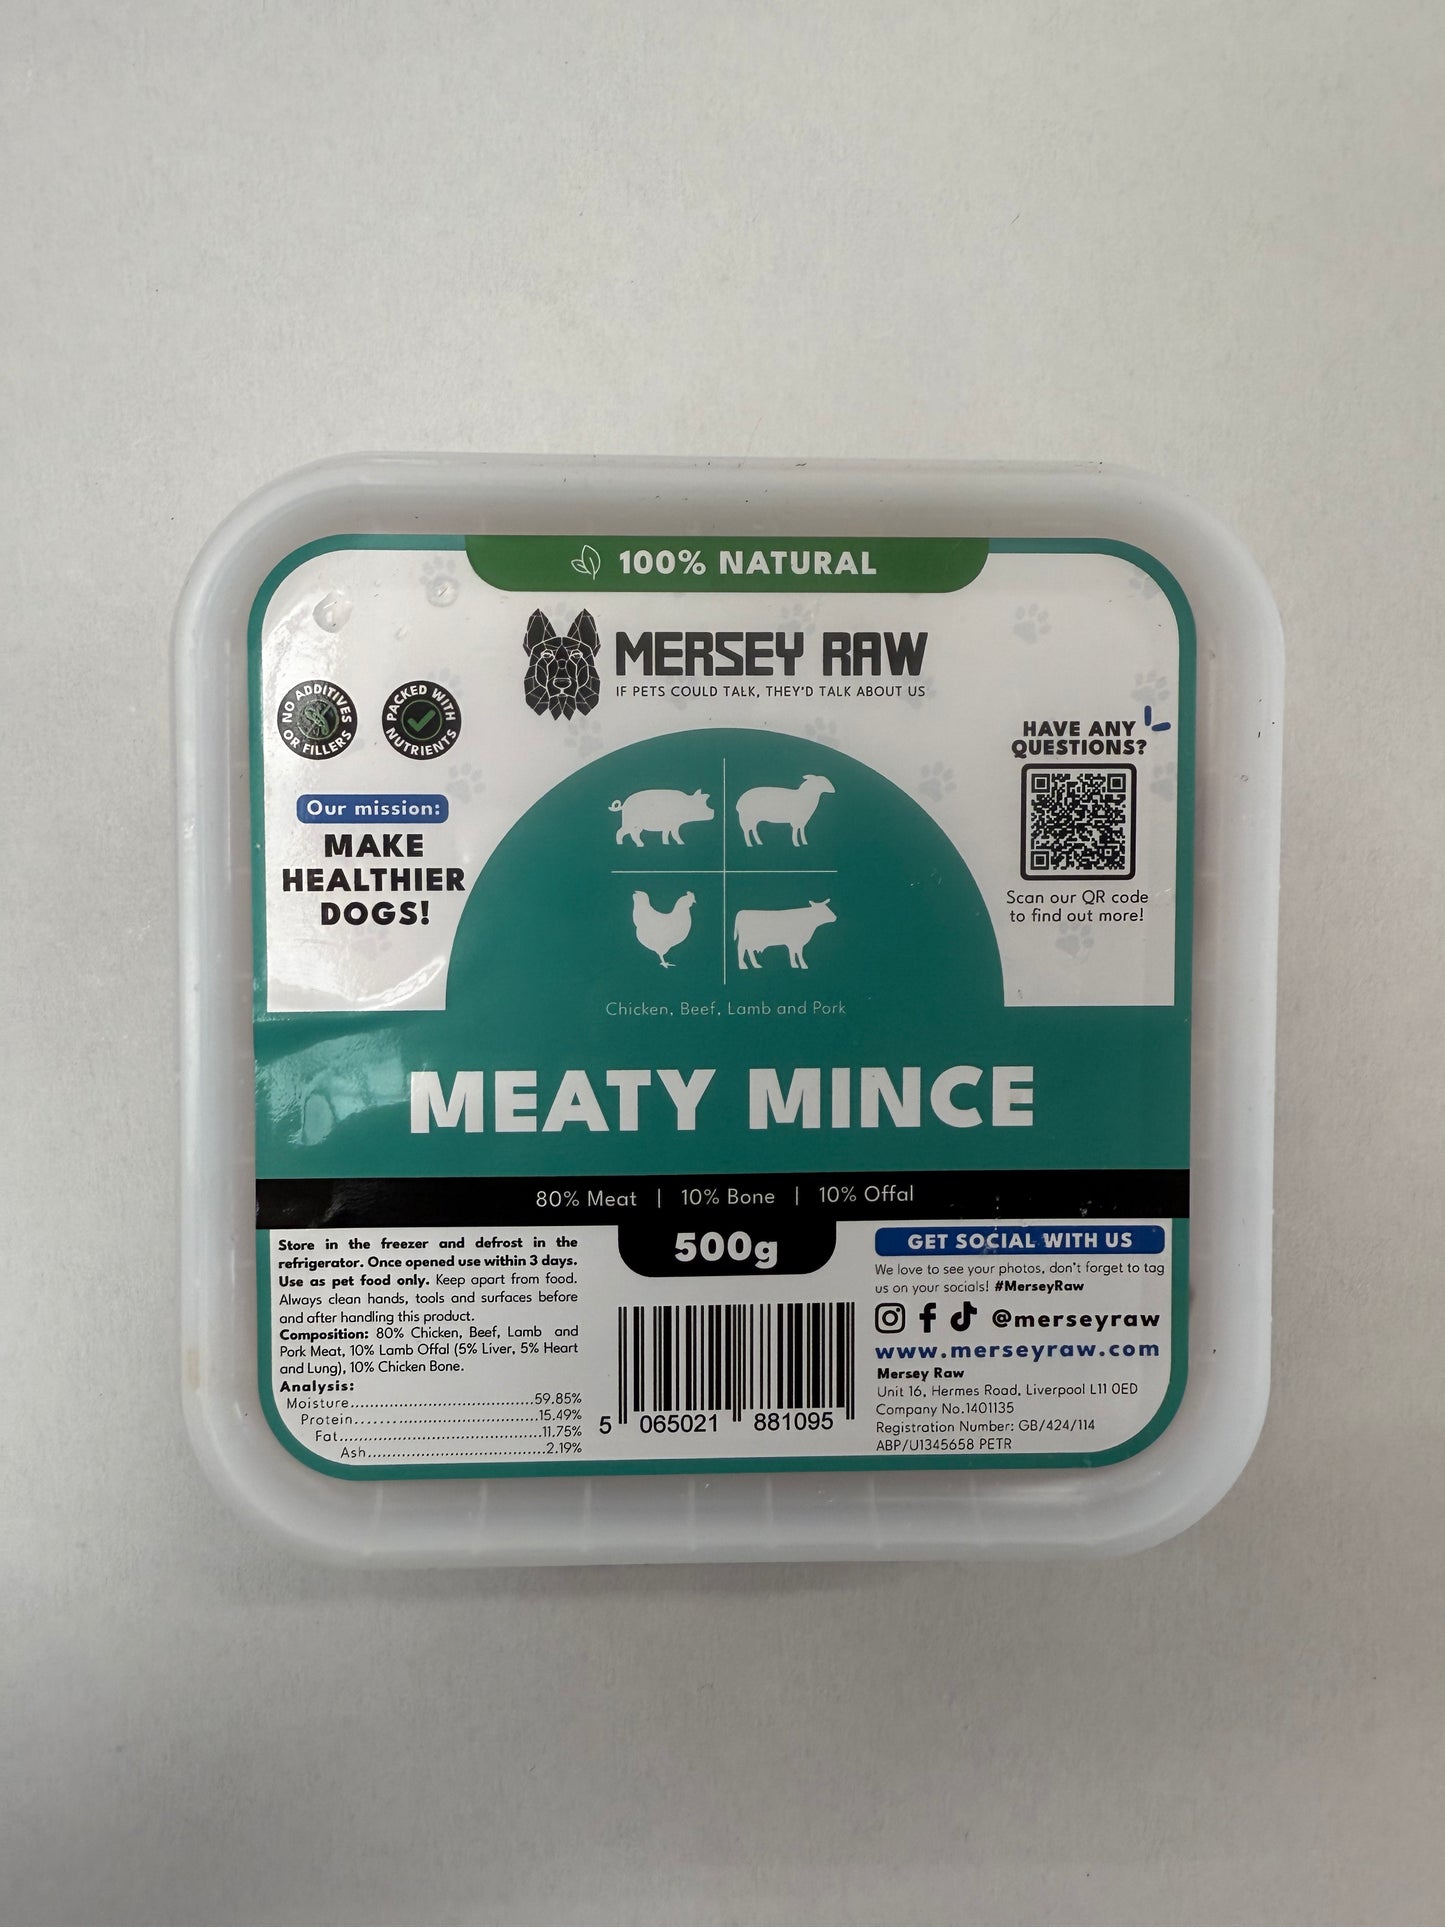 100% NATURAL
MERSEY RAW
IF PETS COULD TALK, THEY'D TALK ABOUT US
NO ADDITIVES OR FILLERS
PACKED WITH NUTRIENTS
Our mission:
MAKE
HEALTHIER
DOGS!
HAVE ANY
QUESTIONS?
Scan our QR code
to find out more!
Chicken, Beef, Lamb and Pork
MEATY MINCE
80% Meat | 10% Bone | 10% Offal
500g
Store in the freezer and defrost in the
refrigerator. Once opened use within 3 days.
Use as pet food only. Keep apart from food.
Always clean hands, tools and surfaces before
and after handling this product.
Composition: 80% Chicken, Beef, Lamb and
Pork Meat, 10% Lamb Offal (5% Liver, 5% Heart
and Lung), 10% Chicken Bone.
Analysis:
Moisture....................................59.85%
Protein....................................15.49%
Fat..........................................11.75%
Ash....................................2.19%
5 065021 881095
GET SOCIAL WITH US
We love to see your photos, don't forget to tag
us on your socials! #MerseyRaw
@merseyraw
www.merseyraw.com
Mersey Raw
Unit 16, Hermes Road, Liverpool L11 0ED
Company No.1401135
Registration Number: GB/424/114
ABP/U1345658 PETR